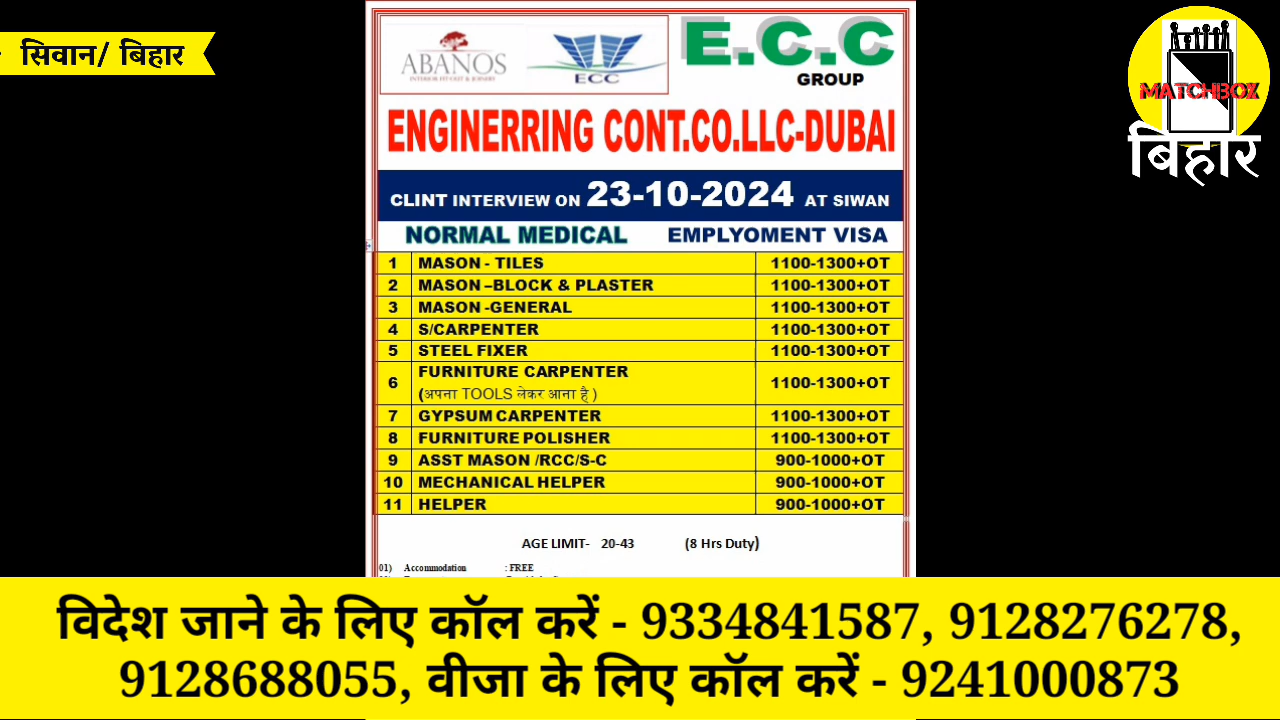 सिवान/ बिहार
ABANOS
INTERIOR FIT-OUT & JOINERY
ECC
E.C.C
GROUP
MATCHBOX
बिहार
ENGINERRING CONT.CO.LLC-DUBAI
CLINT INTERVIEW ON 23-10-2024 AT SIWAN
NORMAL MEDICAL EMPLYOMENT VISA
1 MASON - TILES 1100-1300+OT
2 MASON –BLOCK & PLASTER 1100-1300+OT
3 MASON -GENERAL 1100-1300+OT
4 S/CARPENTER 1100-1300+OT
5 STEEL FIXER 1100-1300+OT
6 FURNITURE CARPENTER 1100-1300+OT
(अपना TOOLS लेकर आना है )
7 GYPSUM CARPENTER 1100-1300+OT
8 FURNITURE POLISHER 1100-1300+OT
9 ASST MASON /RCC/S-C 900-1000+OT
10 MECHANICAL HELPER 900-1000+OT
11 HELPER 900-1000+OT
AGE LIMIT- 20-43 (8 Hrs Duty)
01) Accommodation : FREE
विदेश जाने के लिए कॉल करें - 9334841587, 9128276278,
9128688055, वीजा के लिए कॉल करें - 9241000873